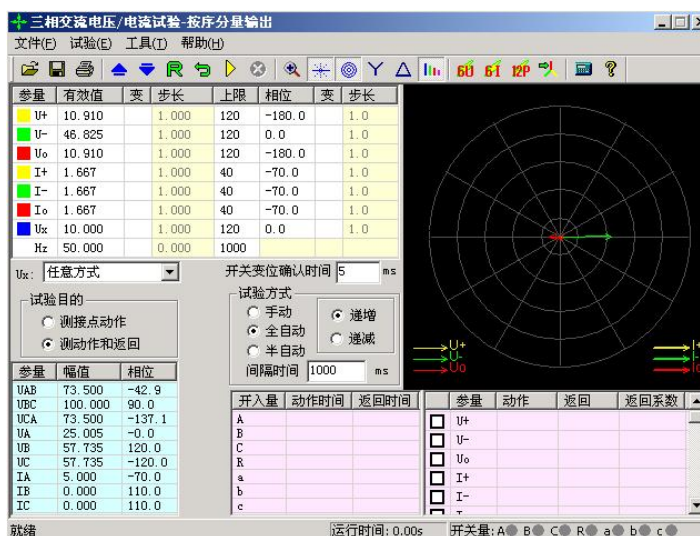 三相交流电压/电流试验-按序分量输出
文件(F) 试验(E) 工具(I) 帮助(H)
6U 6I 12P
参量 有效值 变 步长 上限 相位 变 步长
U+ 10.910 1.000 120 -180.0 1.0
U- 46.825 1.000 120 0.0 1.0
Uo 10.910 1.000 120 -180.0 1.0
I+ 1.667 1.000 40 -70.0 1.0
I- 1.667 1.000 40 -70.0 1.0
Io 1.667 1.000 40 -70.0 1.0
Ux 10.000 1.000 120 0.0 1.0
Hz 50.000 0.000 1000
Ux: 任意方式 开关变位确认时间 5 ms
试验目的
测接点动作
测动作和返回
试验方式
手动
全自动
半自动
递增
递减
间隔时间 1000 ms
U+
U-
Uo
I+
I-
参量 幅值 相位
UAB 73.500 -42.9
UBC 100.000 90.0
UCA 73.500 -137.1
UA 25.005 -0.0
UB 57.735 120.0
UC 57.735 -120.0
IA 5.000 -70.0
IB 0.000 110.0
IC 0.000 110.0
开入量 动作时间 返回时间
A
B
C
R
a
b
c
参量 动作 返回 返回系数
U+
U-
Uo
I+
I-
就绪 运行时间: 0.00s 开关量: A B C R a b c